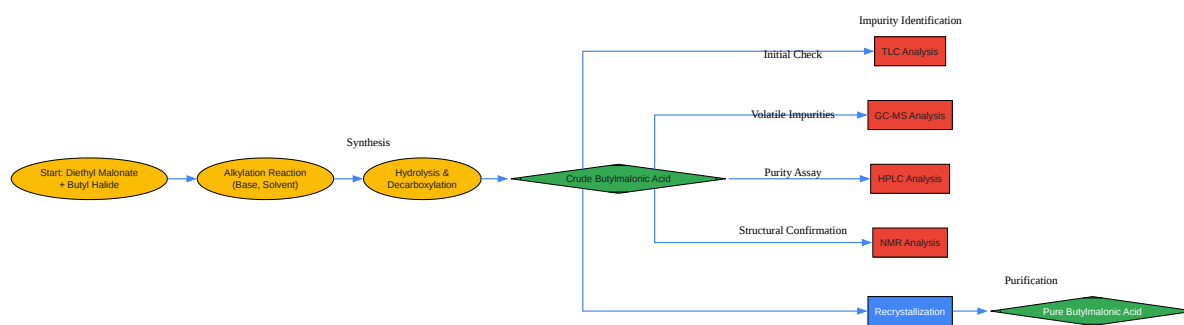 Impurity Identification
Initial Check
TLC Analysis
Volatile Impurities
GC-MS Analysis
Synthesis
Start: Diethyl Malonate
+ Butyl Halide
Alkylation Reaction
(Base, Solvent)
Hydrolysis &
Decarboxylation
Crude Butylmalonic Acid
Purity Assay
HPLC Analysis
Structural Confirmation
NMR Analysis
Purification
Recrystallization
Pure Butylmalonic Acid